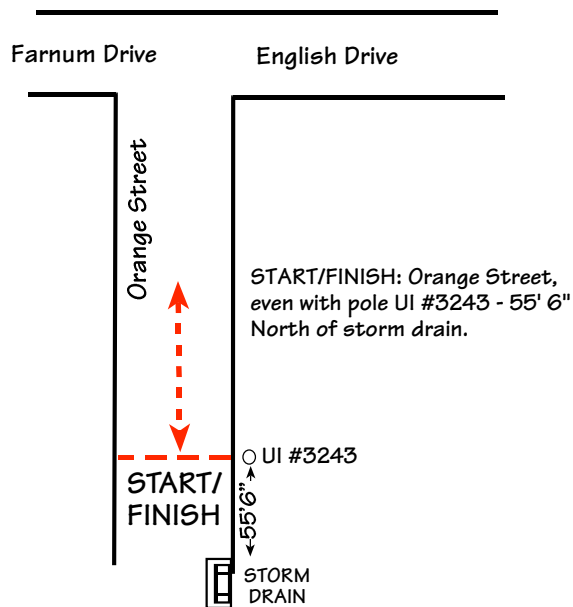 Farnum Drive
English Drive
Orange Street
START/FINISH: Orange Street,
even with pole UI #3243 - 55' 6"
North of storm drain.
UI #3243
START/
FINISH
55'6"
STORM
DRAIN